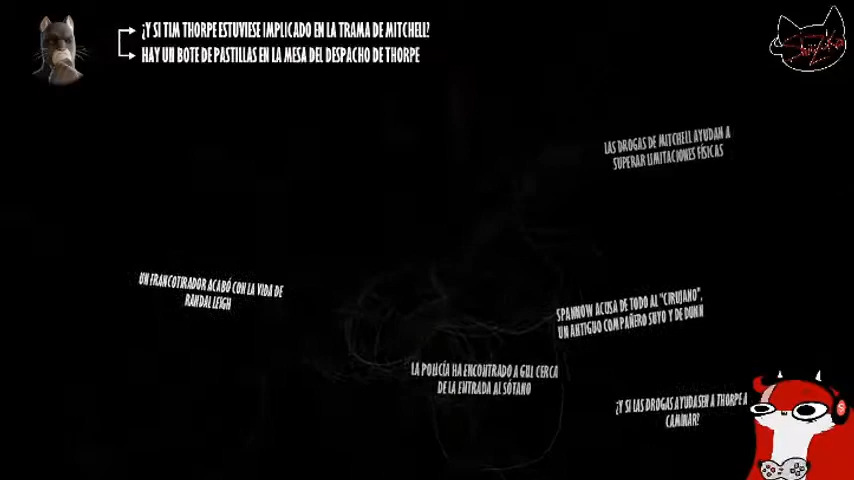 ¿Y SI TIM THORPE ESTUVIESE IMPLICADO EN LA TRAMA DE MITCHELL?
HAY UN BOTE DE PASTILLAS EN LA MESA DEL DESPACHO DE THORPE
LAS DROGAS DE MITCHELL AYUDAN A
SUPERAR LIMITACIONES FÍSICAS
UN FRANCOTIRADOR ACABÓ CON LA VIDA DE
RANDAL LEIGH
SPANNOW ACUSA DE TODO AL "CIRUJANO",
UN ANTIGUO COMPAÑERO SUYO Y DE DUNN
LA POLICÍA HA ENCONTRADO A GUL CERCA
DE LA ENTRADA AL SÓTANO
¿Y SI LAS DROGAS AYUDASEN A THORPE A
CAMINAR?